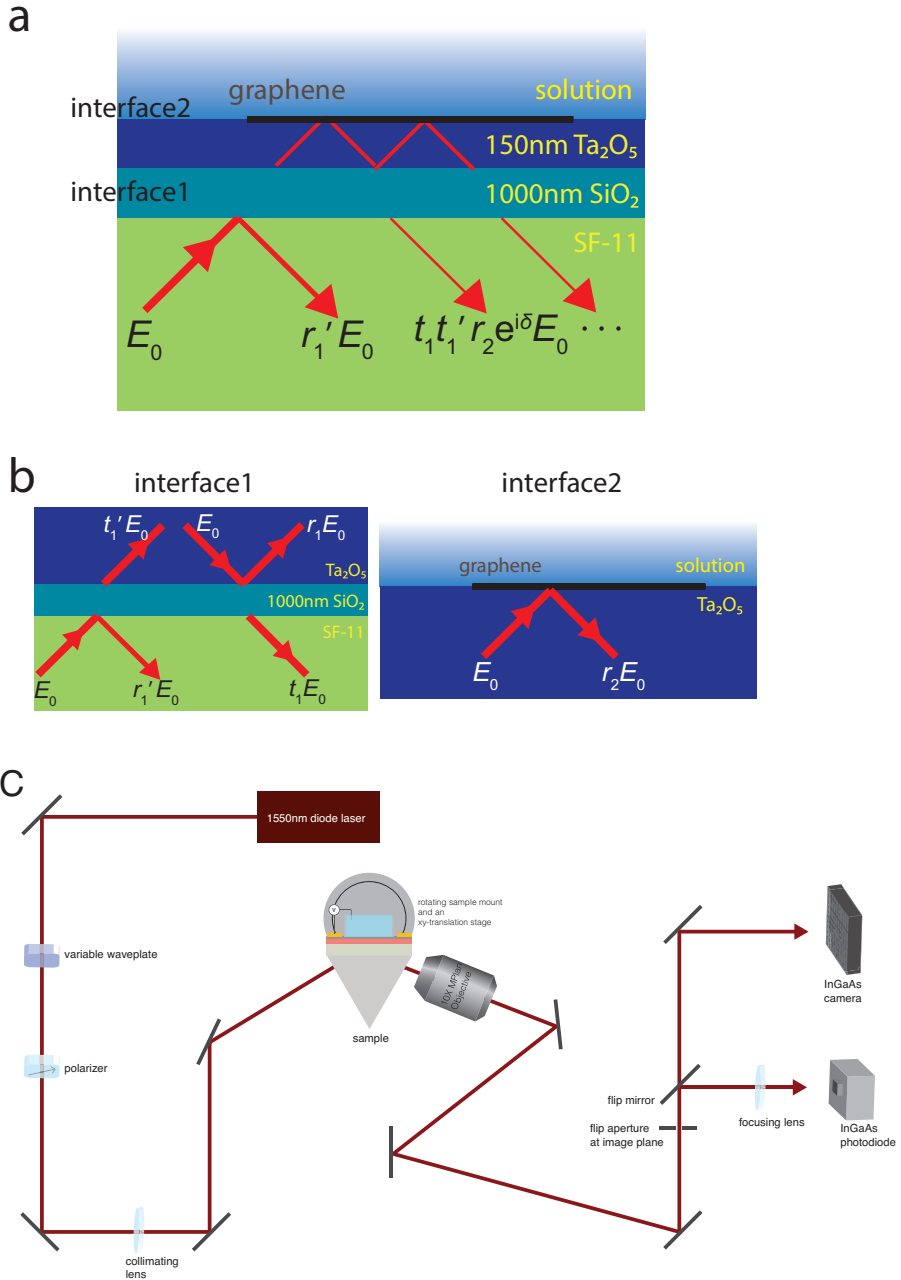 a
graphene
solution
interface2
150nm Ta₂O₅
interface1
1000nm SiO₂
SF-11
E₀
r₁′E₀
t₁t₁′r₂e^{iδ}E₀ ···
b
interface1
interface2
t₁′E₀
E₀
r₁E₀
Ta₂O₅
1000nm SiO₂
SF-11
E₀
r₁′E₀
t₁E₀
graphene
solution
Ta₂O₅
E₀
r₂E₀
c
1550nm diode laser
variable waveplate
polarizer
collimating
lens
V
rotating sample mount
and an
xy-translation stage
10X MPlan
Objective
sample
InGaAs
camera
flip mirror
flip aperture
at image plane
focusing lens
InGaAs
photodiode